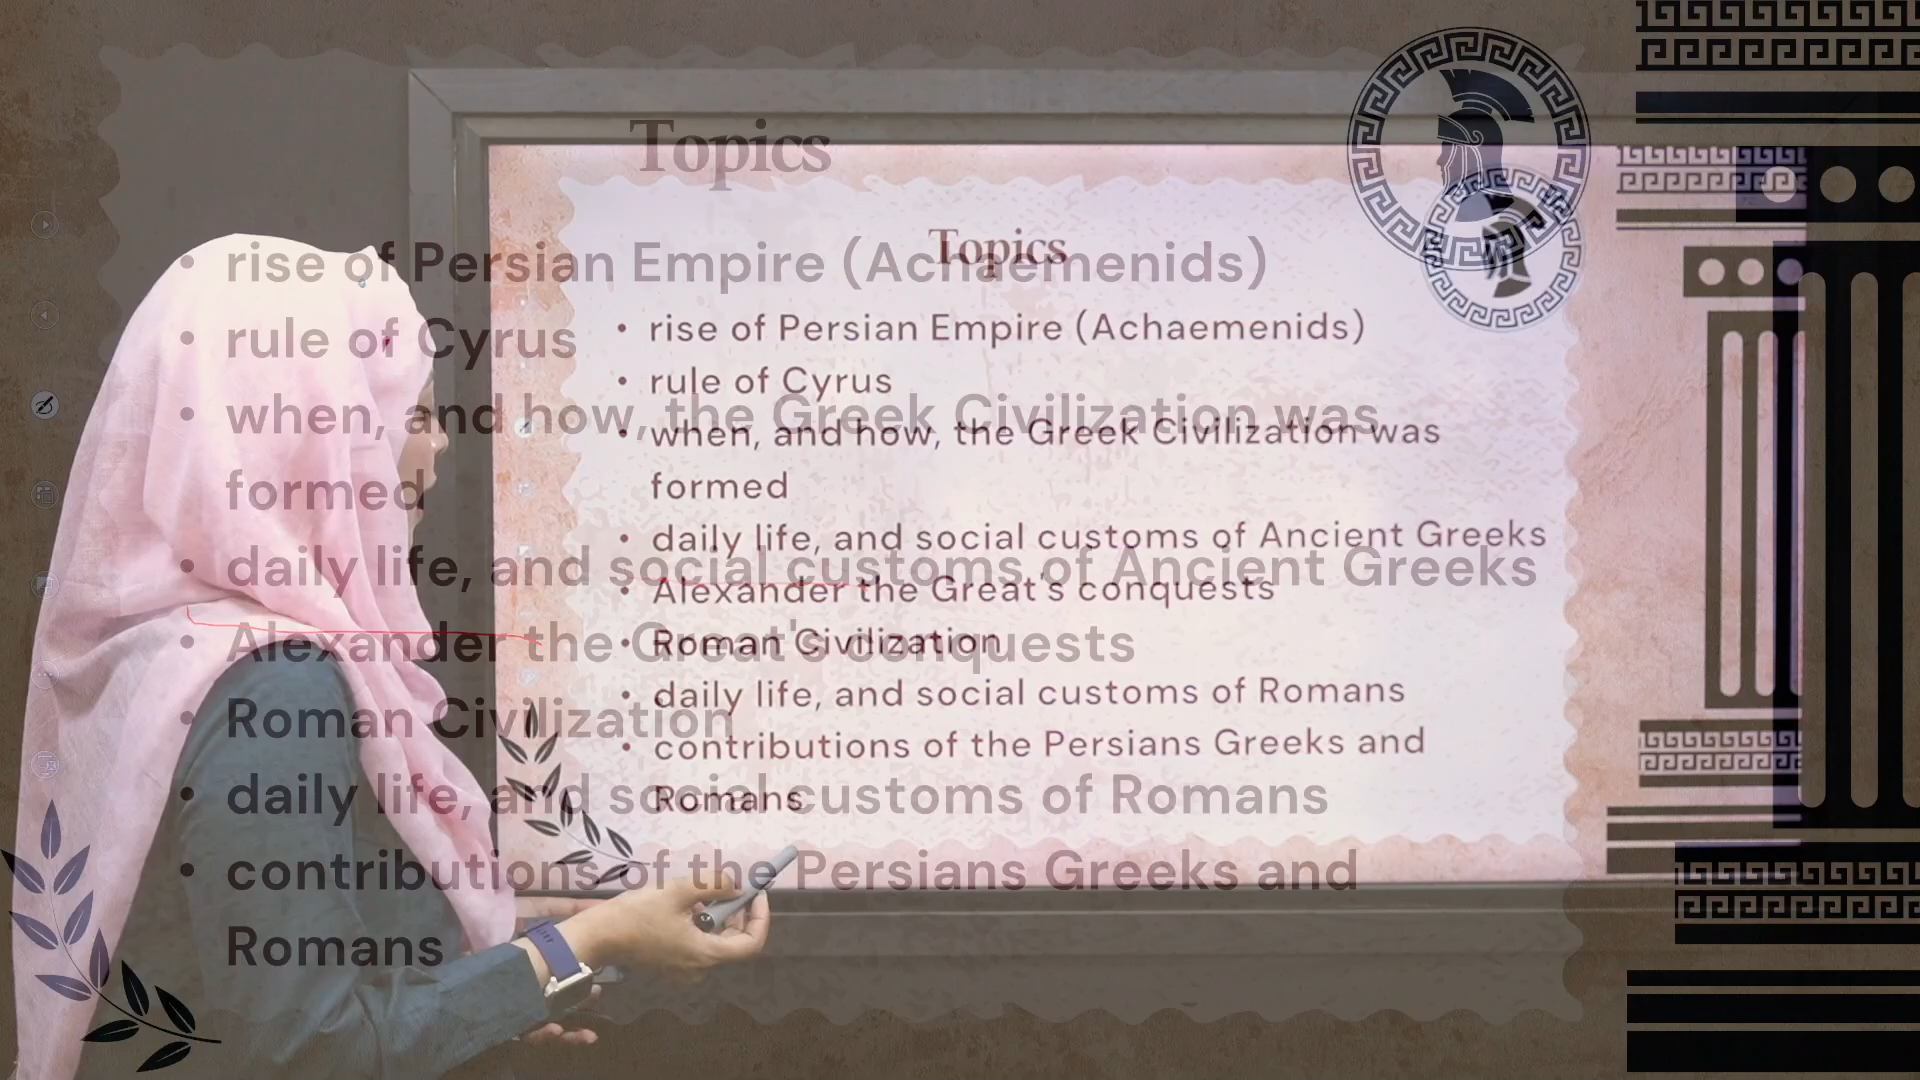 Topics
• rise of Persian Empire (Achaemenids)
• rule of Cyrus
• when, and how, the Greek Civilization was
formed
• daily life, and social customs of Ancient Greeks
• Alexander the Great's conquests
• Roman Civilization
• daily life, and social customs of Romans
• contributions of the Persians Greeks and
Romans
Topics
• rise of Persian Empire (Achaemenids)
• rule of Cyrus
• when, and how, the Greek Civilization was
formed
• daily life, and social customs of Ancient Greeks
• Alexander the Great's conquests
• Roman Civilization
• daily life, and social customs of Romans
• contributions of the Persians Greeks and
Romans